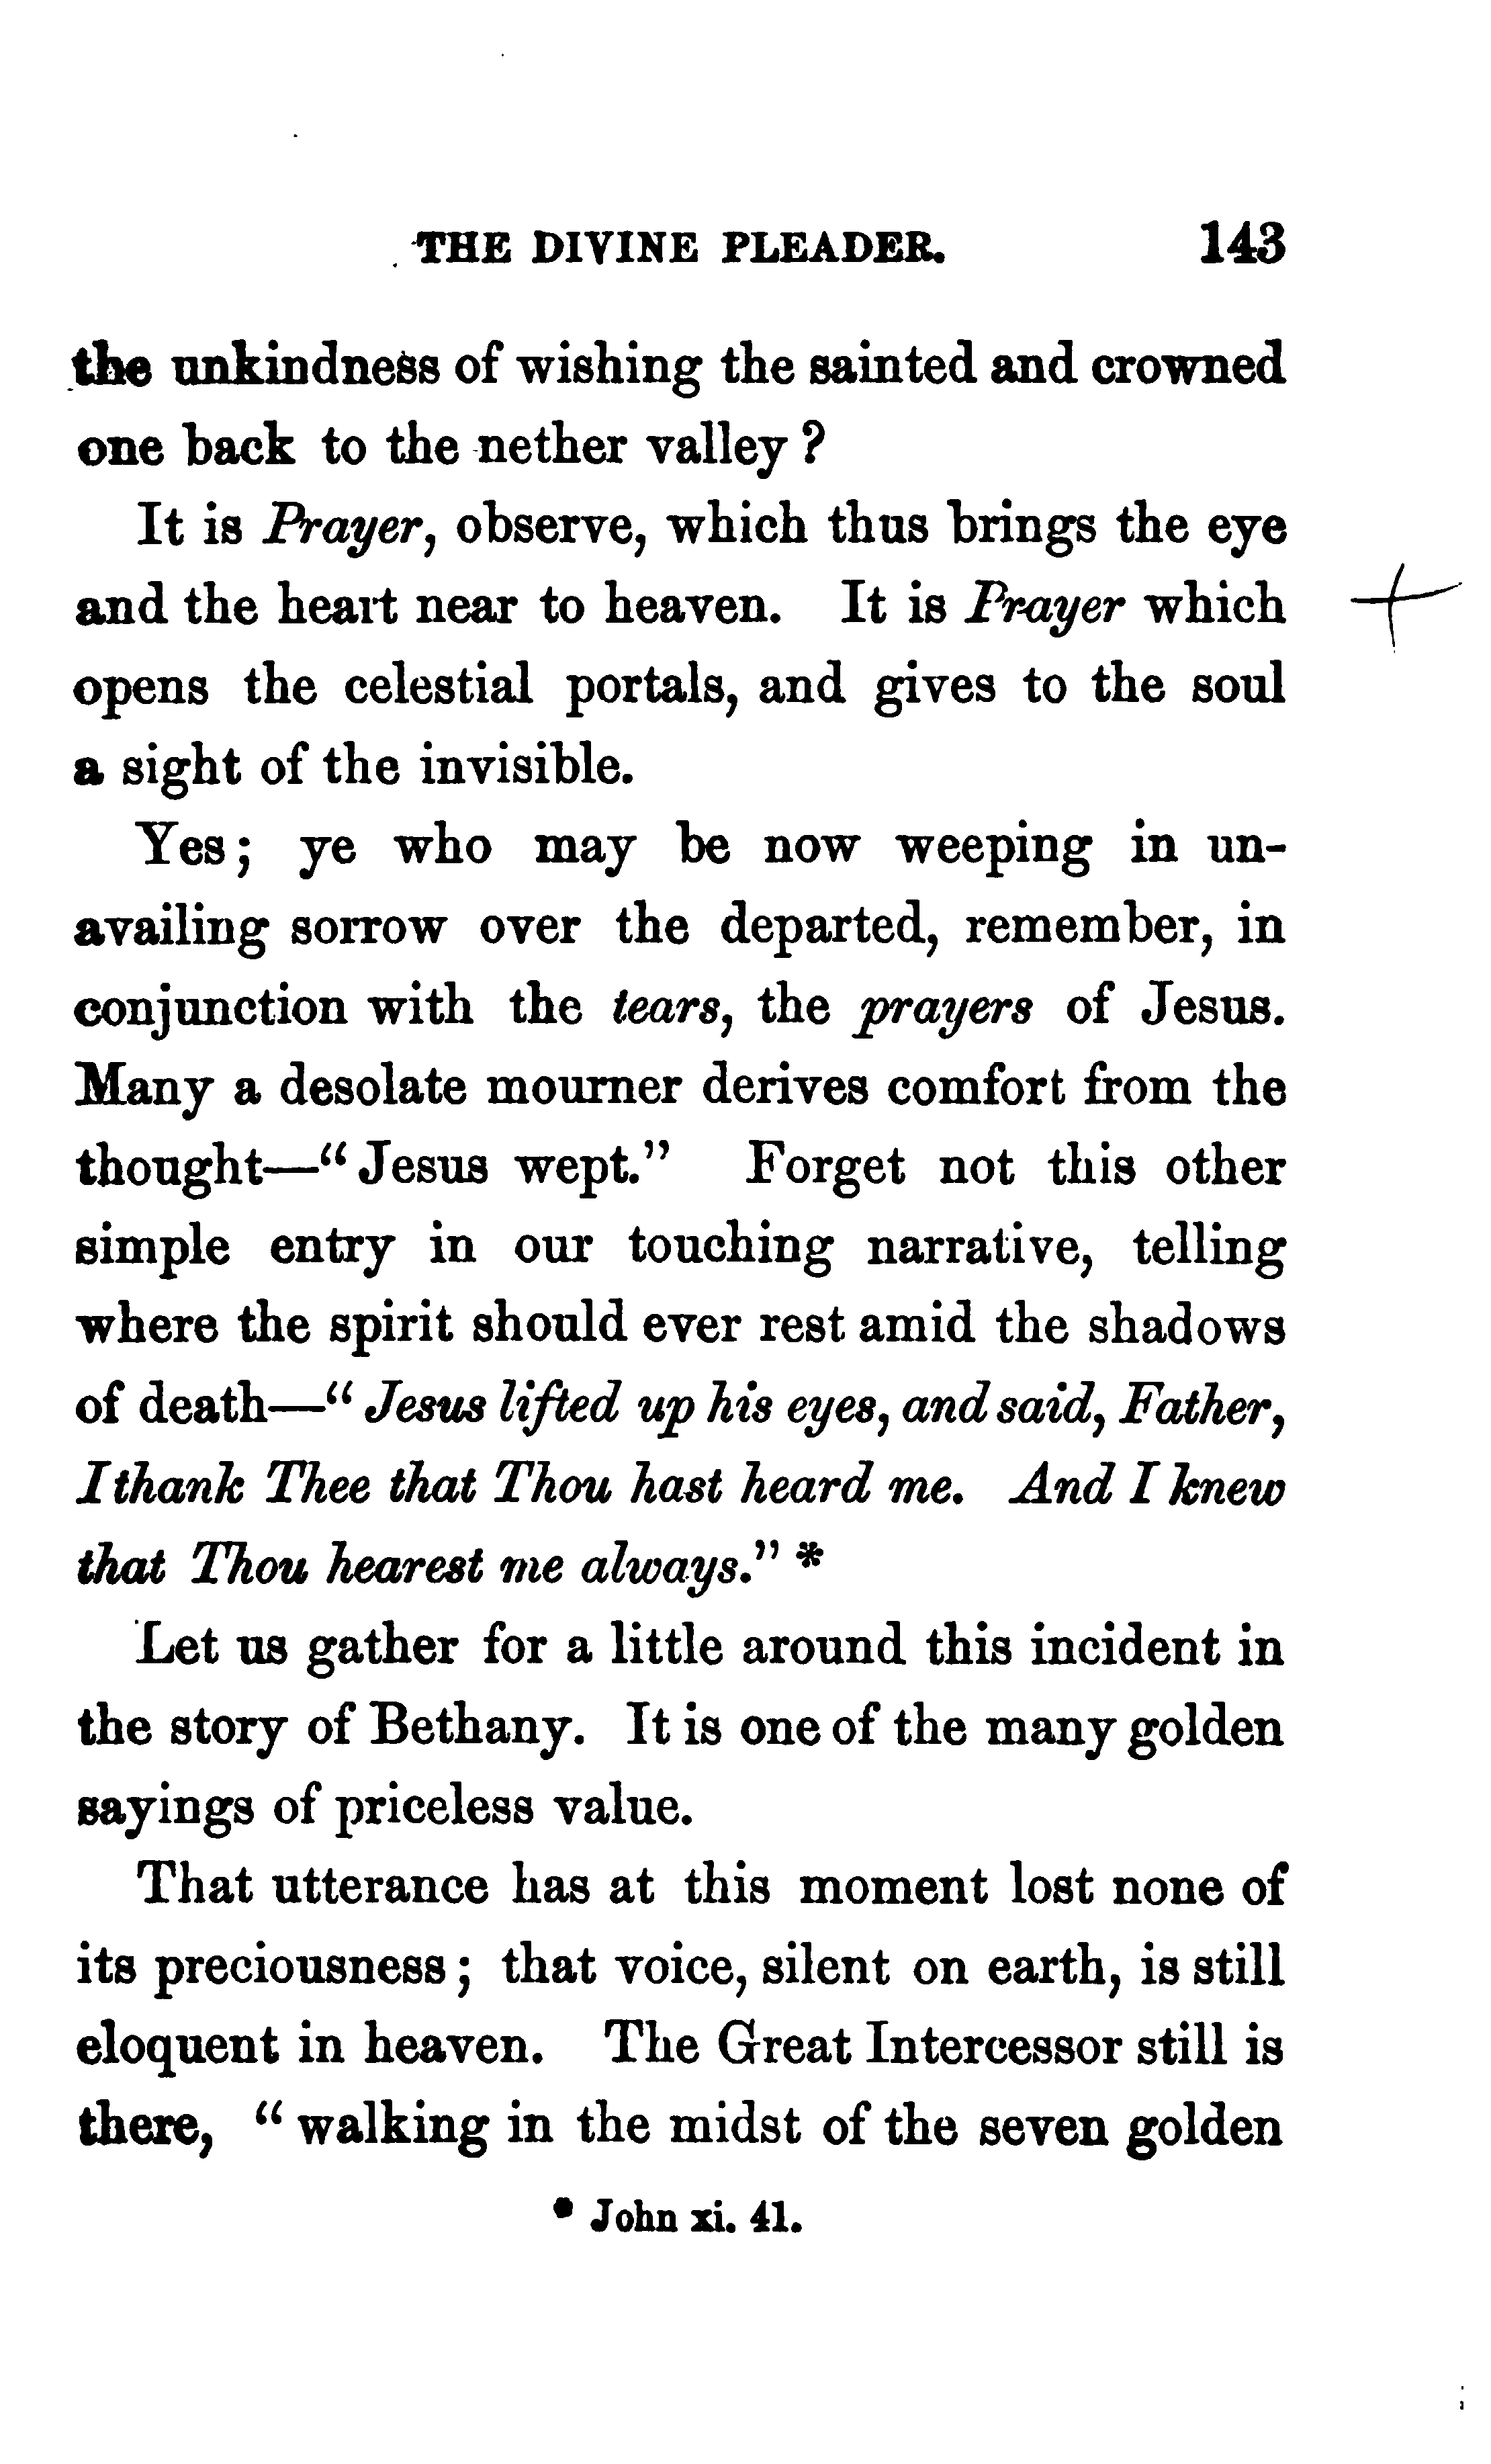 THE DIVINE PLEADER. 143
the unkindness of wishing the sainted and crowned
one back to the nether valley?
It is Prayer, observe, which thus brings the eye
and the heart near to heaven. It is Prayer which
opens the celestial portals, and gives to the soul
a sight of the invisible.
Yes; ye who may be now weeping in un-
availing sorrow over the departed, remember, in
conjunction with the tears, the prayers of Jesus.
Many a desolate mourner derives comfort from the
thought—"Jesus wept." Forget not this other
simple entry in our touching narrative, telling
where the spirit should ever rest amid the shadows
of death—"Jesus lifted up his eyes, and said, Father,
I thank Thee that Thou hast heard me. And I knew
that Thou hearest me always." *
Let us gather for a little around this incident in
the story of Bethany. It is one of the many golden
sayings of priceless value.
That utterance has at this moment lost none of
its preciousness; that voice, silent on earth, is still
eloquent in heaven. The Great Intercessor still is
there, "walking in the midst of the seven golden
* John xi. 41.